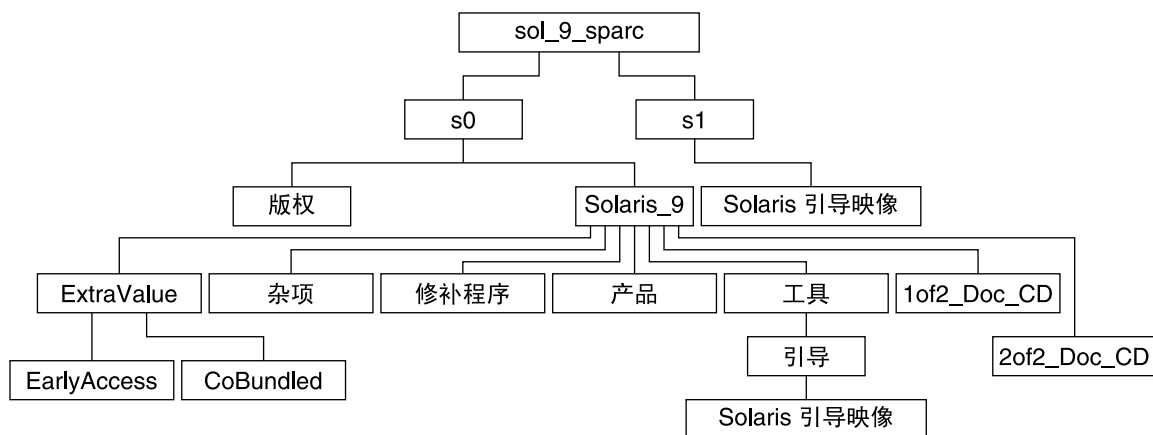 sol_9_sparc
s0
s1
版权
Solaris_9
Solaris 引导映像
ExtraValue
杂项
修补程序
产品
工具
1of2_Doc_CD
引导
2of2_Doc_CD
EarlyAccess
CoBundled
Solaris 引导映像